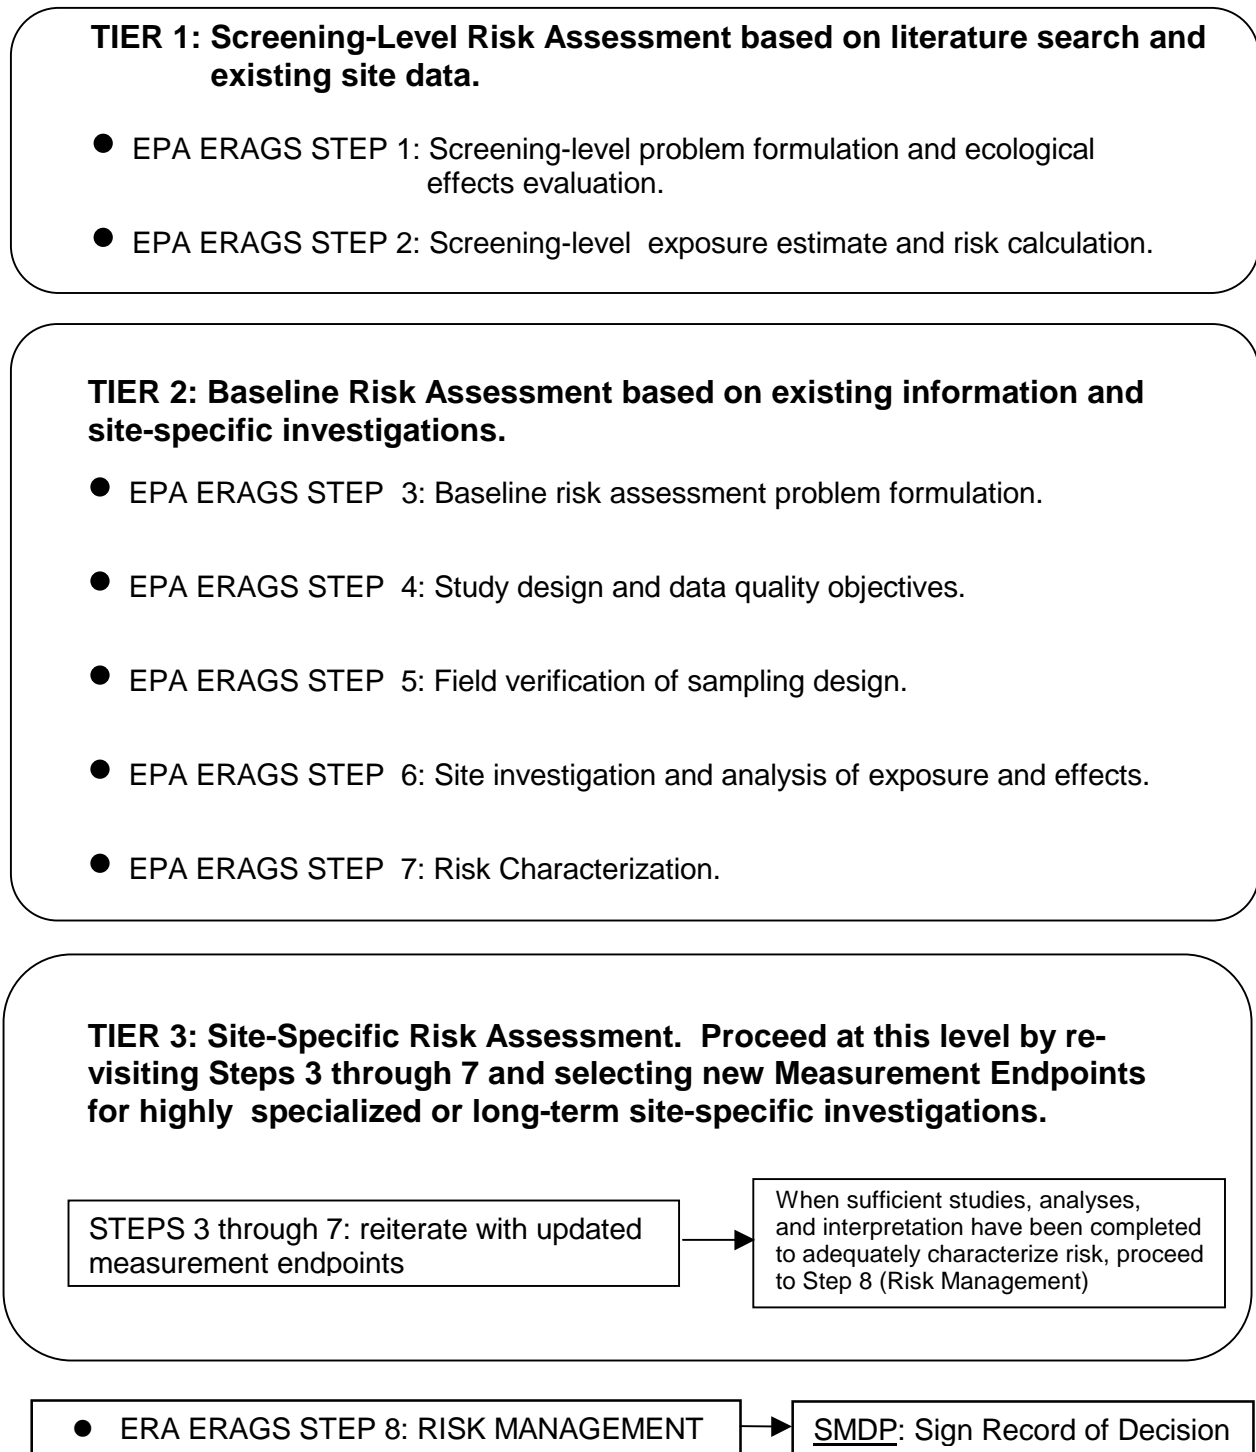 TIER 1: Screening-Level Risk Assessment based on literature search and
existing site data.
● EPA ERAGS STEP 1: Screening-level problem formulation and ecological
effects evaluation.
● EPA ERAGS STEP 2: Screening-level exposure estimate and risk calculation.
TIER 2: Baseline Risk Assessment based on existing information and
site-specific investigations.
● EPA ERAGS STEP 3: Baseline risk assessment problem formulation.
● EPA ERAGS STEP 4: Study design and data quality objectives.
● EPA ERAGS STEP 5: Field verification of sampling design.
● EPA ERAGS STEP 6: Site investigation and analysis of exposure and effects.
● EPA ERAGS STEP 7: Risk Characterization.
TIER 3: Site-Specific Risk Assessment. Proceed at this level by re-
visiting Steps 3 through 7 and selecting new Measurement Endpoints
for highly specialized or long-term site-specific investigations.
STEPS 3 through 7: reiterate with updated
measurement endpoints
When sufficient studies, analyses,
and interpretation have been completed
to adequately characterize risk, proceed
to Step 8 (Risk Management)
● ERA ERAGS STEP 8: RISK MANAGEMENT
SMDP: Sign Record of Decision